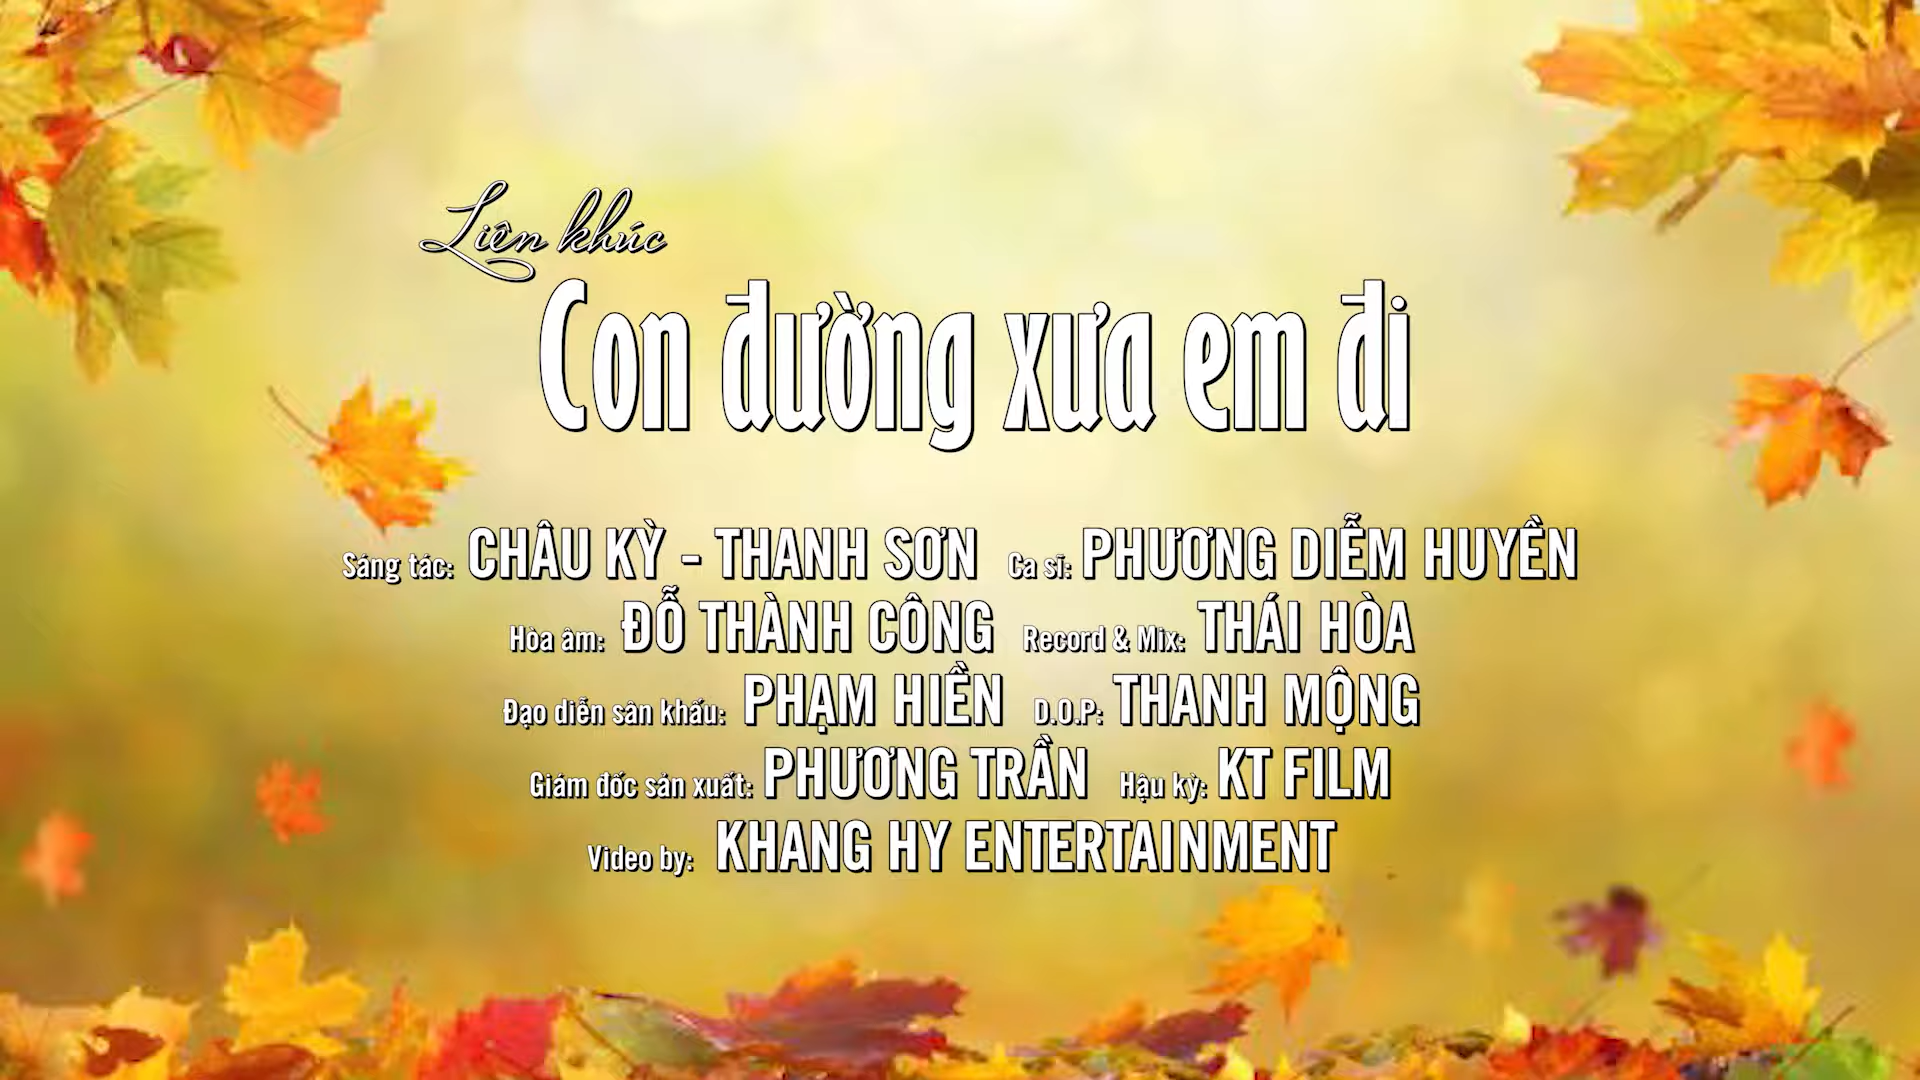 Liên khúc
Con đường xưa em đi
Sáng tác: CHÂU KỲ - THANH SƠN Ca sĩ: PHƯƠNG DIỄM HUYỀN
Hòa âm: ĐỖ THÀNH CÔNG Record & Mix: THÁI HÒA
Đạo diễn sân khấu: PHẠM HIỀN D.O.P: THANH MỘNG
Giám đốc sản xuất: PHƯƠNG TRẦN Hậu kỳ: KT FILM
Video by: KHANG HY ENTERTAINMENT